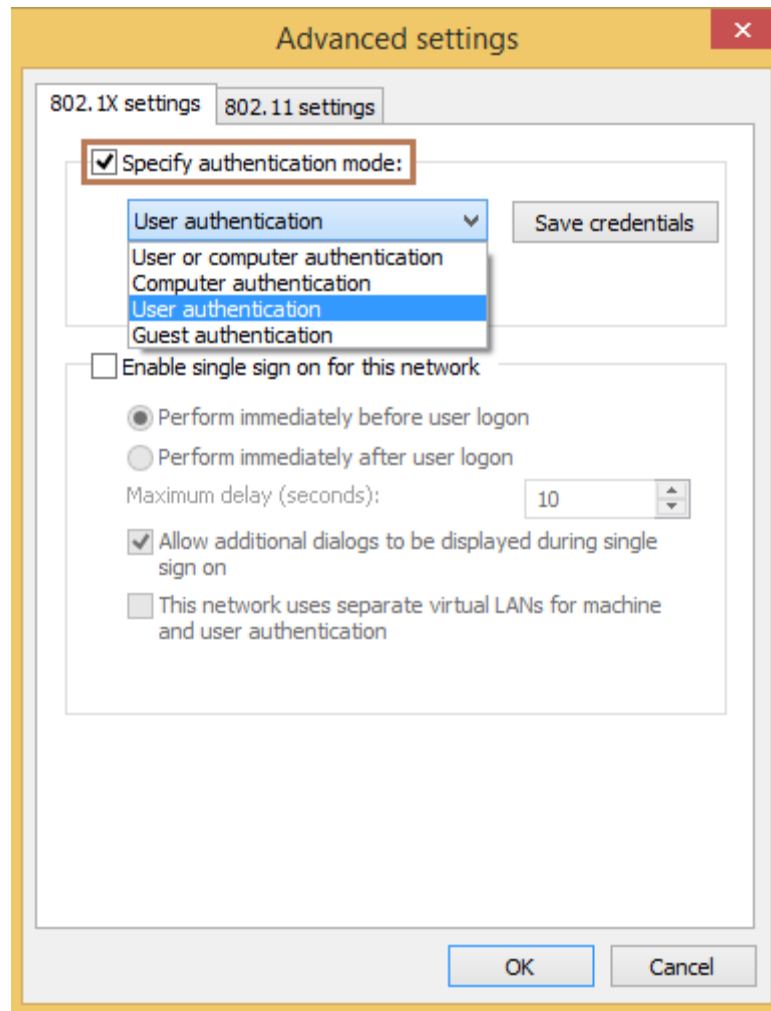 Advanced settings
802.1X settings
802.11 settings
Specify authentication mode:
User authentication
Save credentials
User or computer authentication
Computer authentication
User authentication
Guest authentication
Enable single sign on for this network
Perform immediately before user logon
Perform immediately after user logon
Maximum delay (seconds):
10
Allow additional dialogs to be displayed during single
sign on
This network uses separate virtual LANs for machine
and user authentication
OK
Cancel